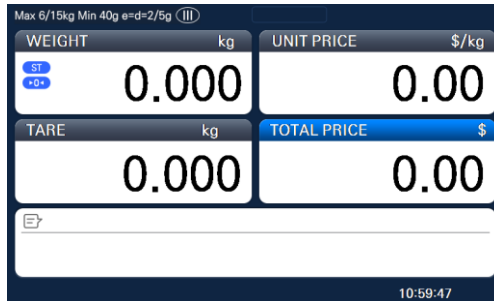 Max 6/15kg Min 40g e=d=2/5g III
WEIGHT kg
ST
•0•
0.000
UNIT PRICE $/kg
0.00
TARE kg
0.000
TOTAL PRICE $
0.00
10:59:47